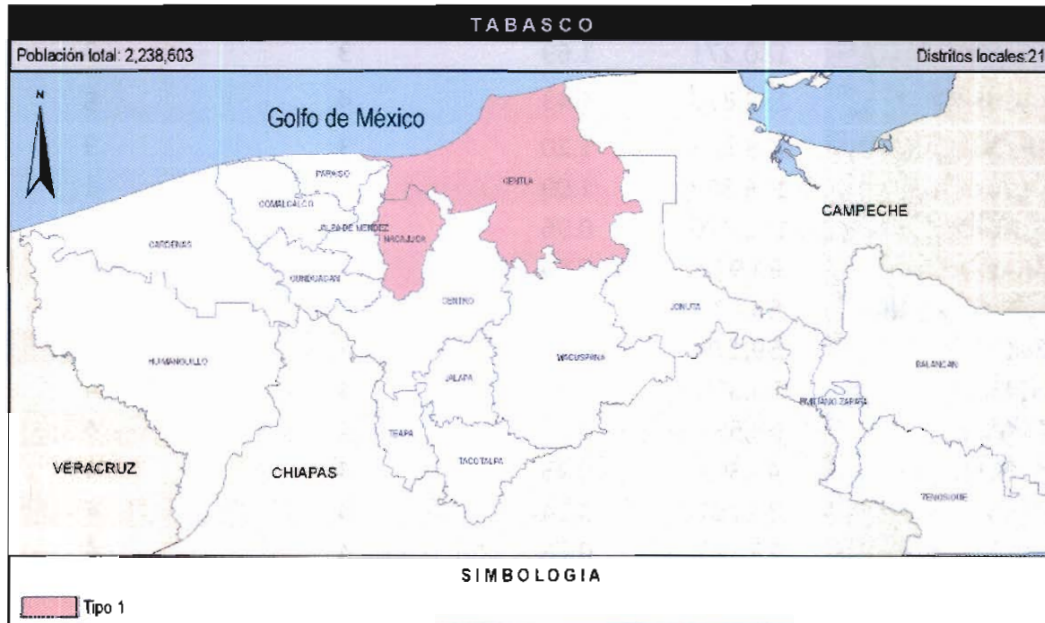 TABASCO
Población total: 2,238,603 Distritos locales:21
N
Golfo de México
PARAISO
CENTLA
COMALCALCO
CAMPECHE
JALPA DE MENDEZ
NACAJUCA
CARDENAS
CUNDUACAN
CENTRO
JONUTA
HUIMANGUILLO
MACUSPANA
BALANCAN
JALAPA
EMILIANO ZAPATA
TEAPA
VERACRUZ
CHIAPAS
TACOTALPA
TENOSIQUE
SIMBOLOGIA
Tipo 1